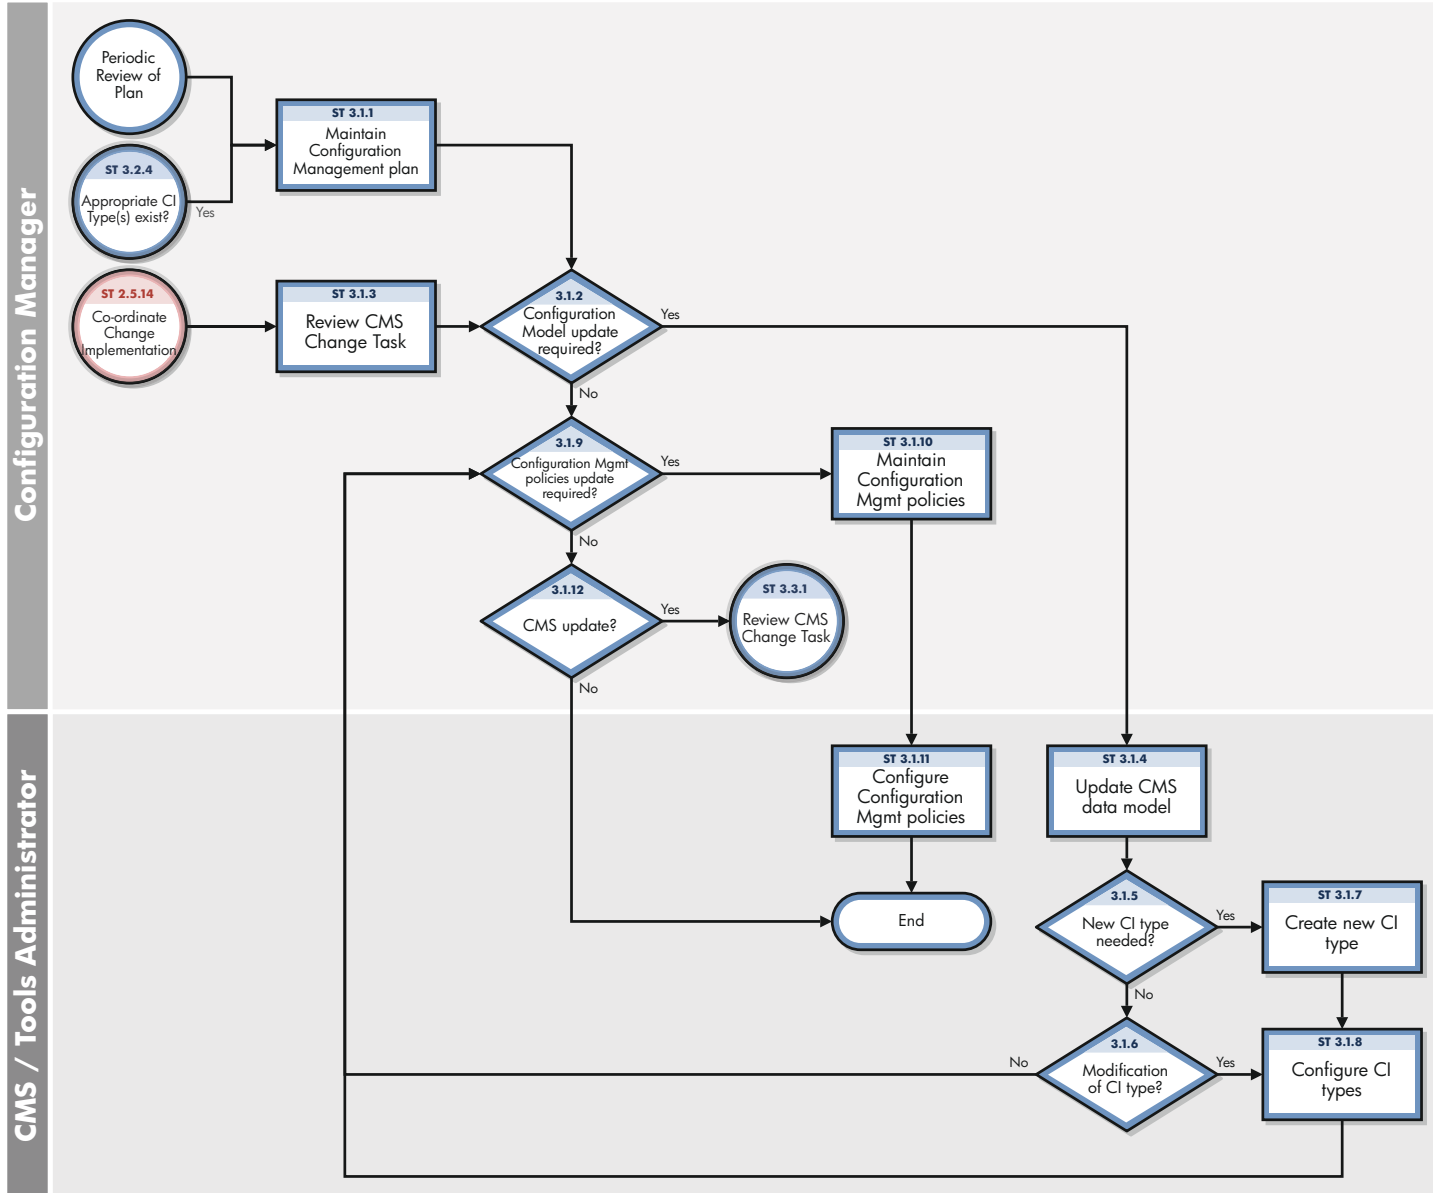 Configuration Manager
Periodic
Review of
Plan
ST 3.2.4
Appropriate CI
Type(s) exist?
Yes
ST 3.1.1
Maintain
Configuration
Management plan
ST 2.5.14
Co-ordinate
Change
Implementation
ST 3.1.3
Review CMS
Change Task
3.1.2
Configuration
Model update
required?
Yes
No
3.1.9
Configuration Mgmt
policies update
required?
Yes
No
ST 3.1.10
Maintain
Configuration
Mgmt policies
3.1.12
CMS update?
Yes
No
ST 3.3.1
Review CMS
Change Task
CMS / Tools Administrator
ST 3.1.11
Configure
Configuration
Mgmt policies
ST 3.1.4
Update CMS
data model
End
3.1.5
New CI type
needed?
Yes
No
ST 3.1.7
Create new CI
type
3.1.6
Modification
of CI type?
No
Yes
ST 3.1.8
Configure CI
types